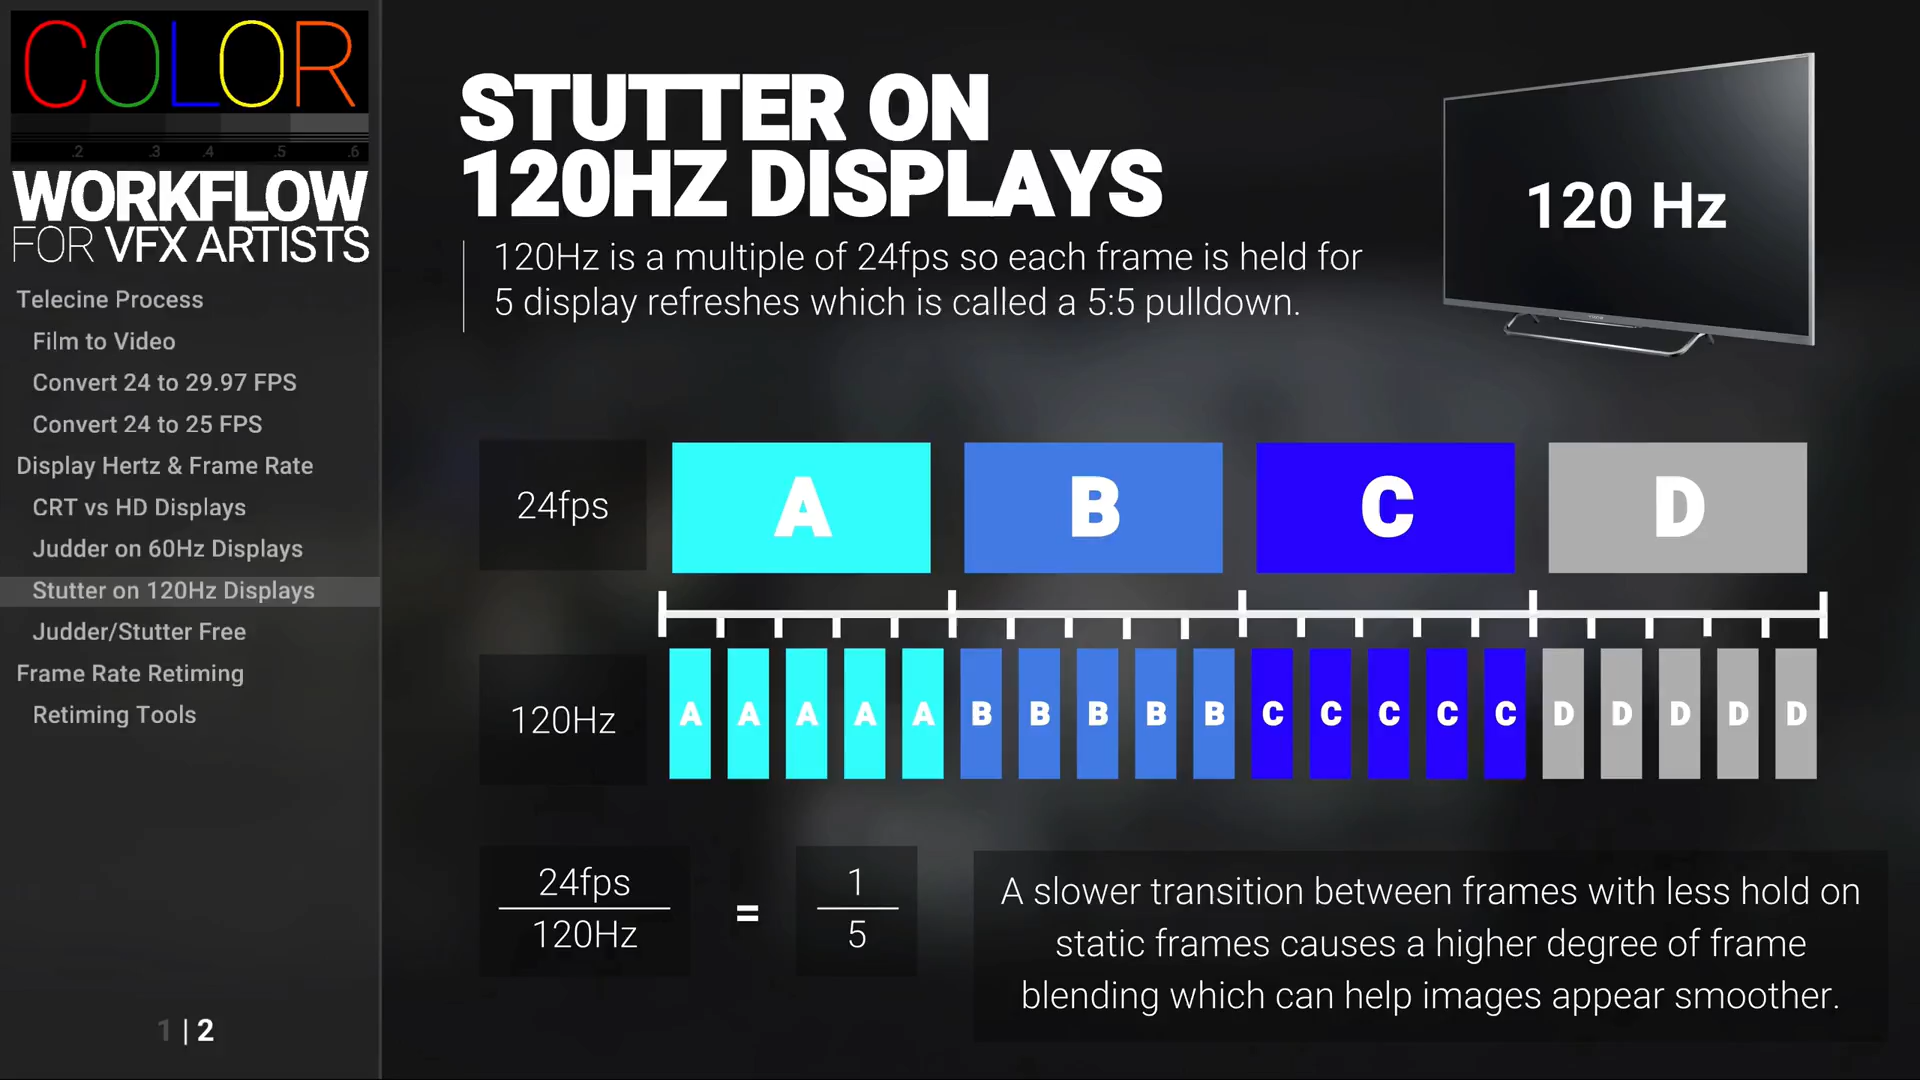 COLOR
.2 .3 .4 .5 .6
WORKFLOW
FOR VFX ARTISTS
Telecine Process
Film to Video
Convert 24 to 29.97 FPS
Convert 24 to 25 FPS
Display Hertz & Frame Rate
CRT vs HD Displays
Judder on 60Hz Displays
Stutter on 120Hz Displays
Judder/Stutter Free
Frame Rate Retiming
Retiming Tools
1 | 2
STUTTER ON
120HZ DISPLAYS
120Hz is a multiple of 24fps so each frame is held for
5 display refreshes which is called a 5:5 pulldown.
120 Hz
24fps A B C D
120Hz A A A A A B B B B B C C C C C D D D D D
24fps
120Hz
=
1
5
A slower transition between frames with less hold on
static frames causes a higher degree of frame
blending which can help images appear smoother.